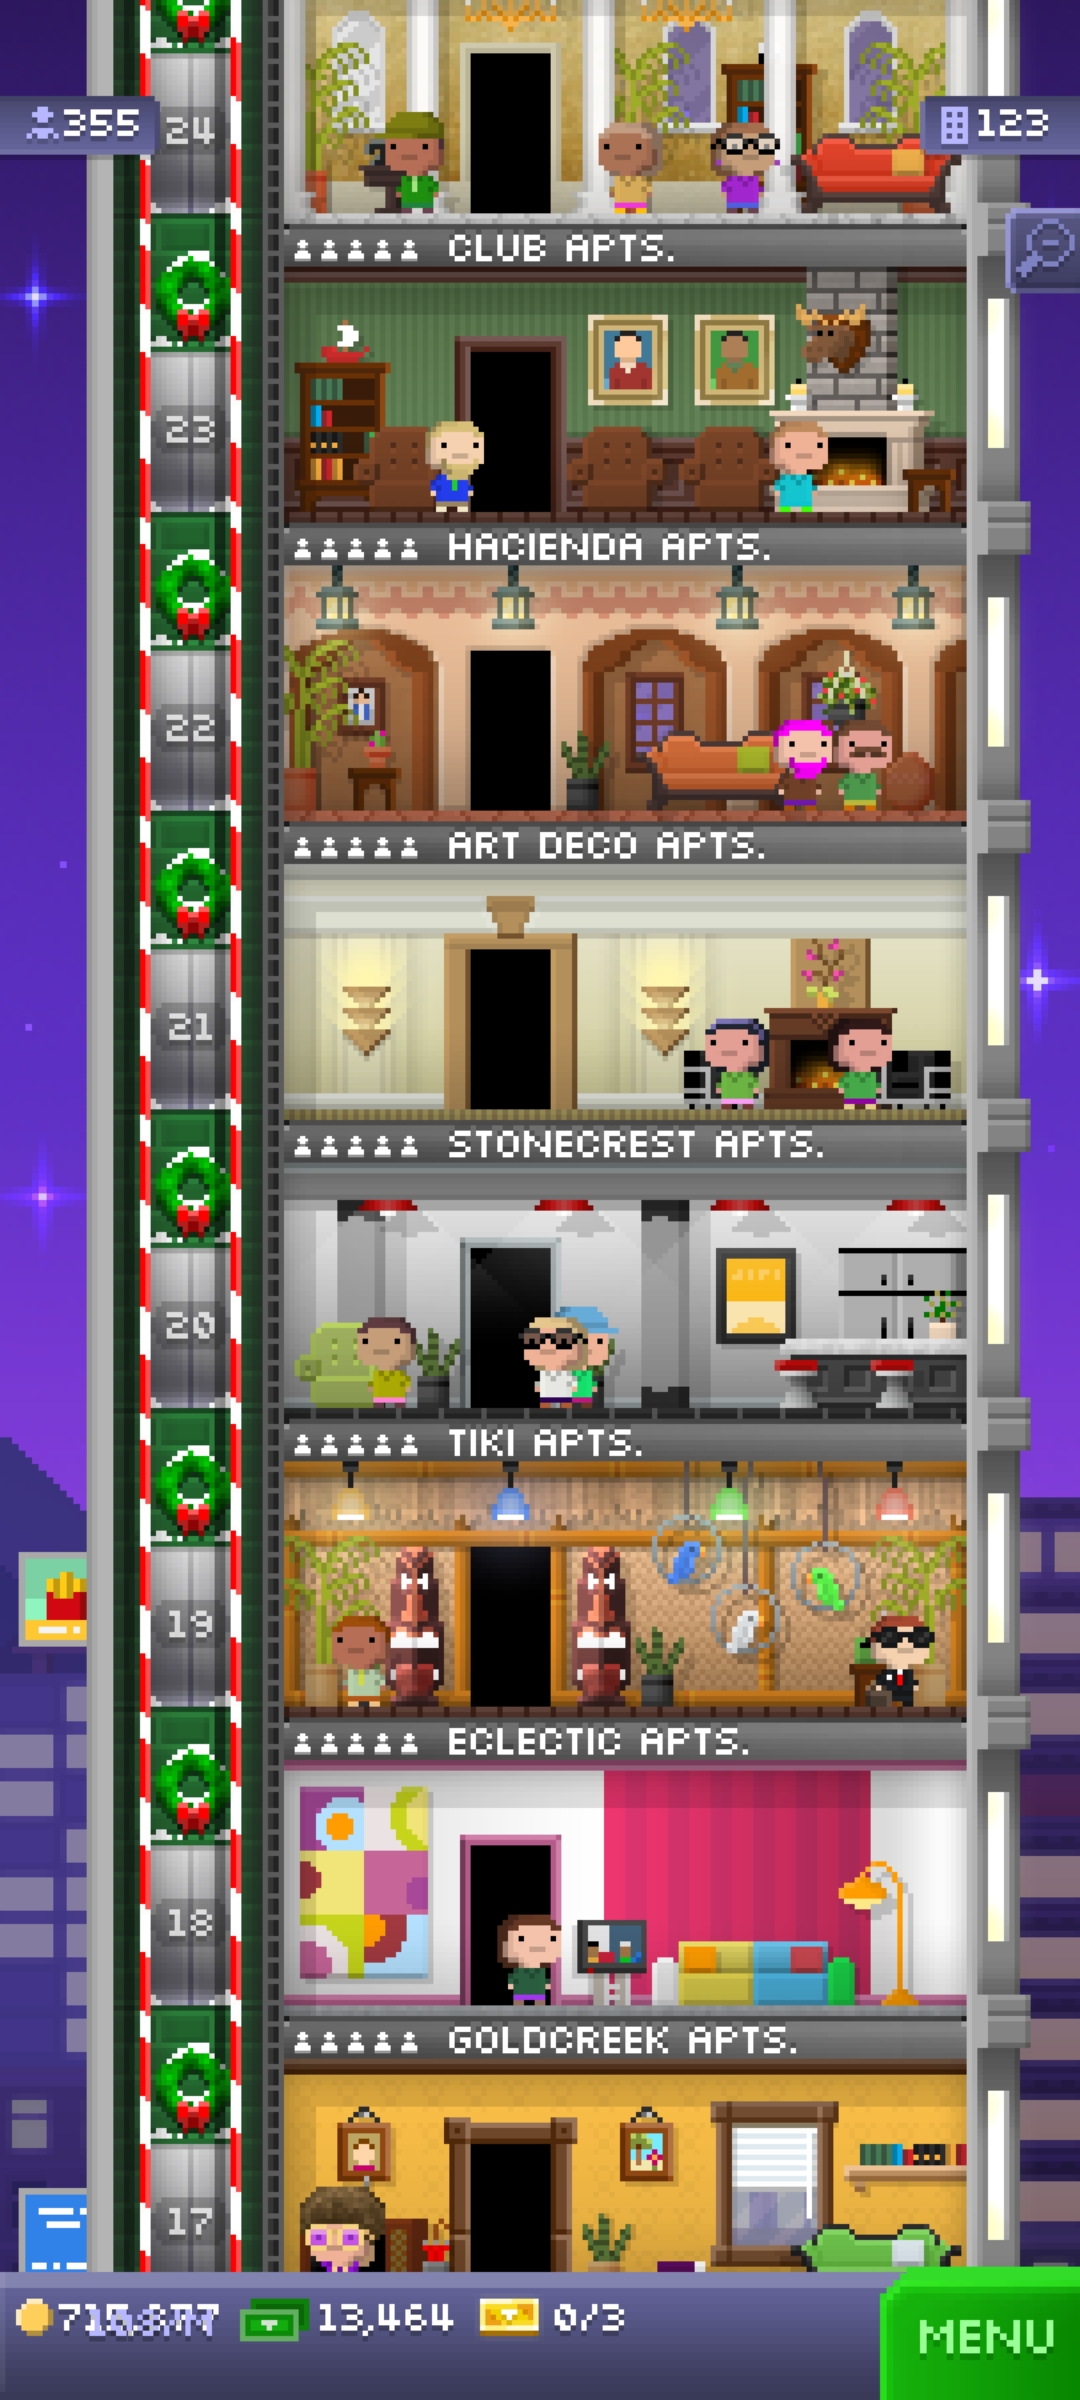 355
24
123
CLUB APTS.
23
HACIENDA APTS.
22
ART DECO APTS.
21
STONECREST APTS.
20
TIKI APTS.
19
ECLECTIC APTS.
18
GOLDCREEK APTS.
17
13,464
0/3
MENU